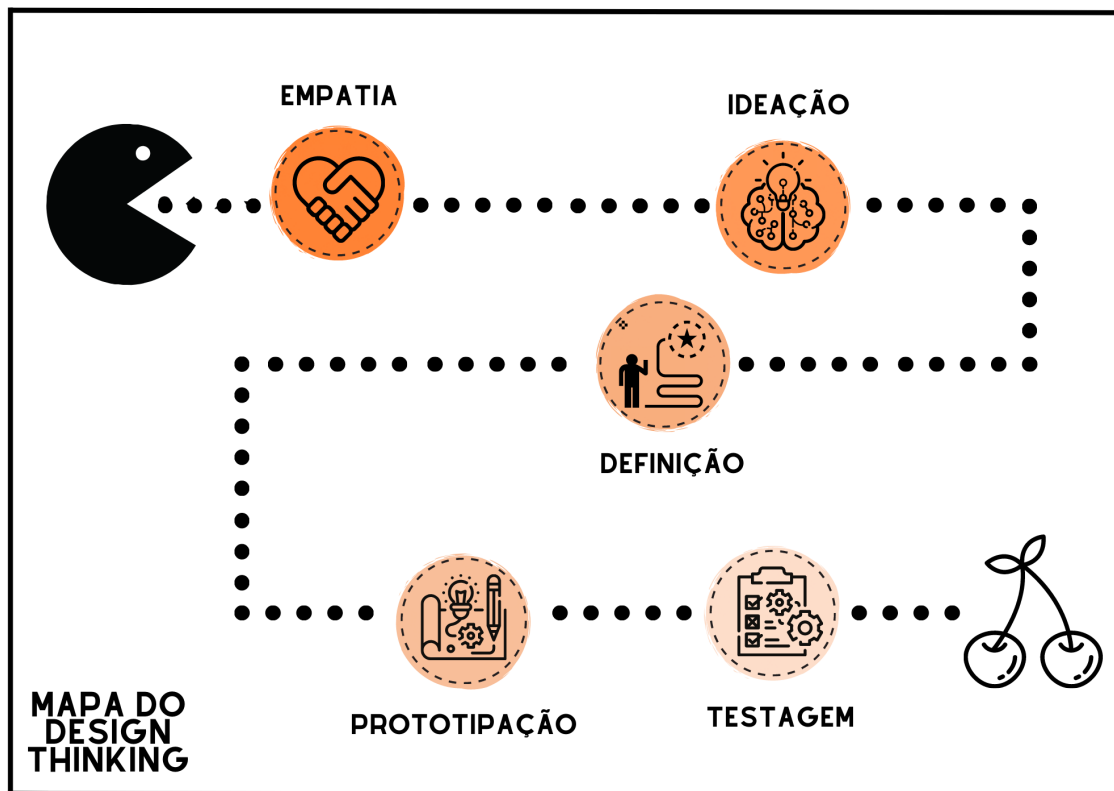 EMPATIA
IDEAÇÃO
DEFINIÇÃO
PROTOTIPAÇÃO
TESTAGEM
MAPA DO
DESIGN
THINKING